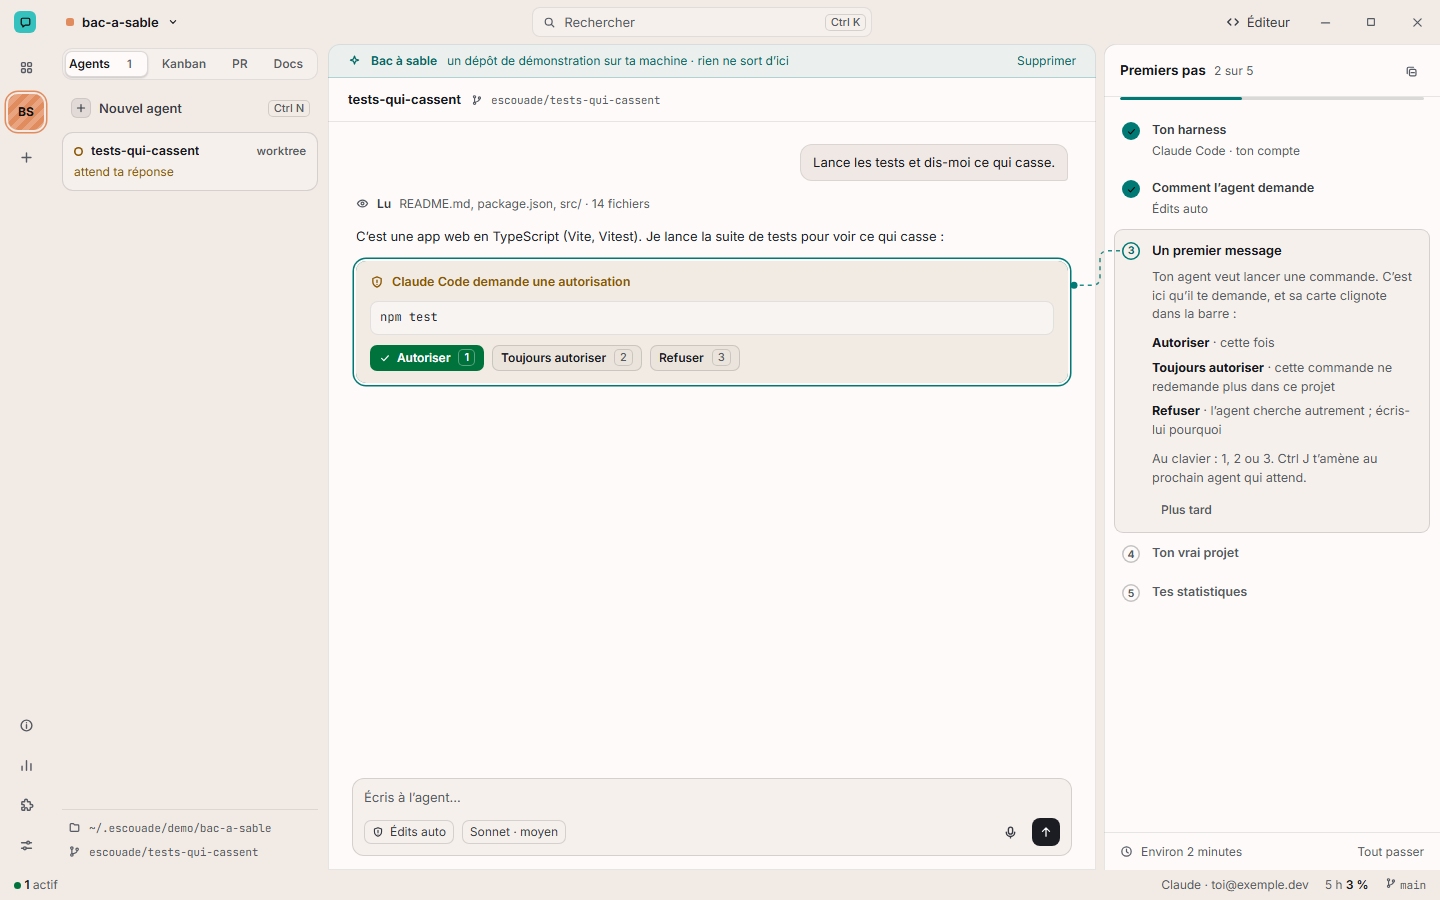 bac-a-sable
Rechercher
Ctrl K
Éditeur
Agents 1
Kanban
PR
Docs
BS
Nouvel agent
Ctrl N
tests-qui-cassent
worktree
attend ta réponse
~/.escouade/demo/bac-a-sable
escouade/tests-qui-cassent
Bac à sable un dépôt de démonstration sur ta machine · rien ne sort d’ici
Supprimer
tests-qui-cassent
escouade/tests-qui-cassent
Lance les tests et dis-moi ce qui casse.
Lu README.md, package.json, src/ · 14 fichiers
C’est une app web en TypeScript (Vite, Vitest). Je lance la suite de tests pour voir ce qui casse :
Claude Code demande une autorisation
npm test
Autoriser 1
Toujours autoriser 2
Refuser 3
Écris à l’agent…
Édits auto
Sonnet · moyen
Premiers pas 2 sur 5
Ton harness
Claude Code · ton compte
Comment l’agent demande
Édits auto
3 Un premier message
Ton agent veut lancer une commande. C’est
ici qu’il te demande, et sa carte clignote
dans la barre :
Autoriser · cette fois
Toujours autoriser · cette commande ne
redemande plus dans ce projet
Refuser · l’agent cherche autrement ; écris-
lui pourquoi
Au clavier : 1, 2 ou 3. Ctrl J t’amène au
prochain agent qui attend.
Plus tard
4 Ton vrai projet
5 Tes statistiques
Environ 2 minutes
Tout passer
1 actif
Claude · toi@exemple.dev
5 h 3 %
main